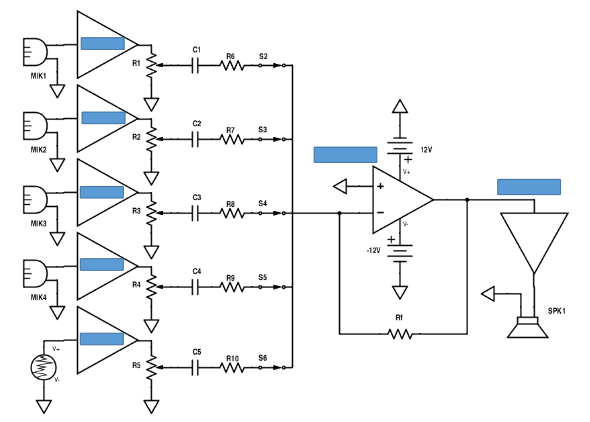 C1
R6
S2
R1
MIK1
C2
R7
S3
R2
MIK2
12V
+
V+
+
C3
R8
S4
R3
−
MIK3
V-
+
-12V
C4
R9
S5
R4
MIK4
SPK1
Rf
V+
C5
R10
S6
R5
V-